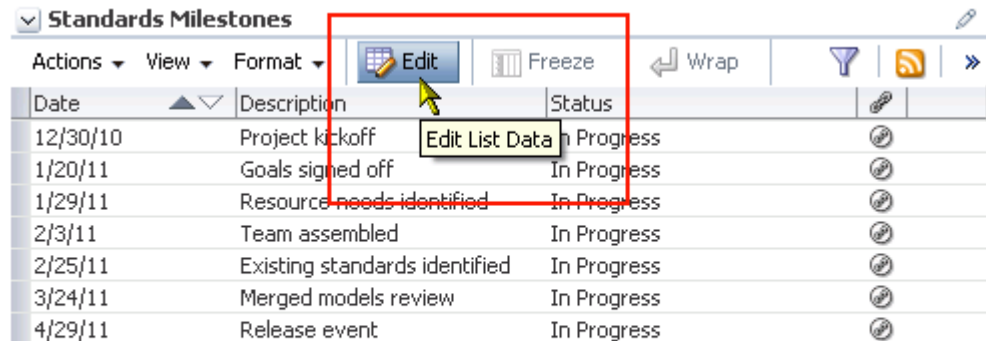 Standards Milestones
Actions View Format Edit Freeze Wrap »
Date Description Status
12/30/10 Project kickoff In Progress
Edit List Data
1/20/11 Goals signed off In Progress
1/29/11 Resource needs identified In Progress
2/3/11 Team assembled In Progress
2/25/11 Existing standards identified In Progress
3/24/11 Merged models review In Progress
4/29/11 Release event In Progress